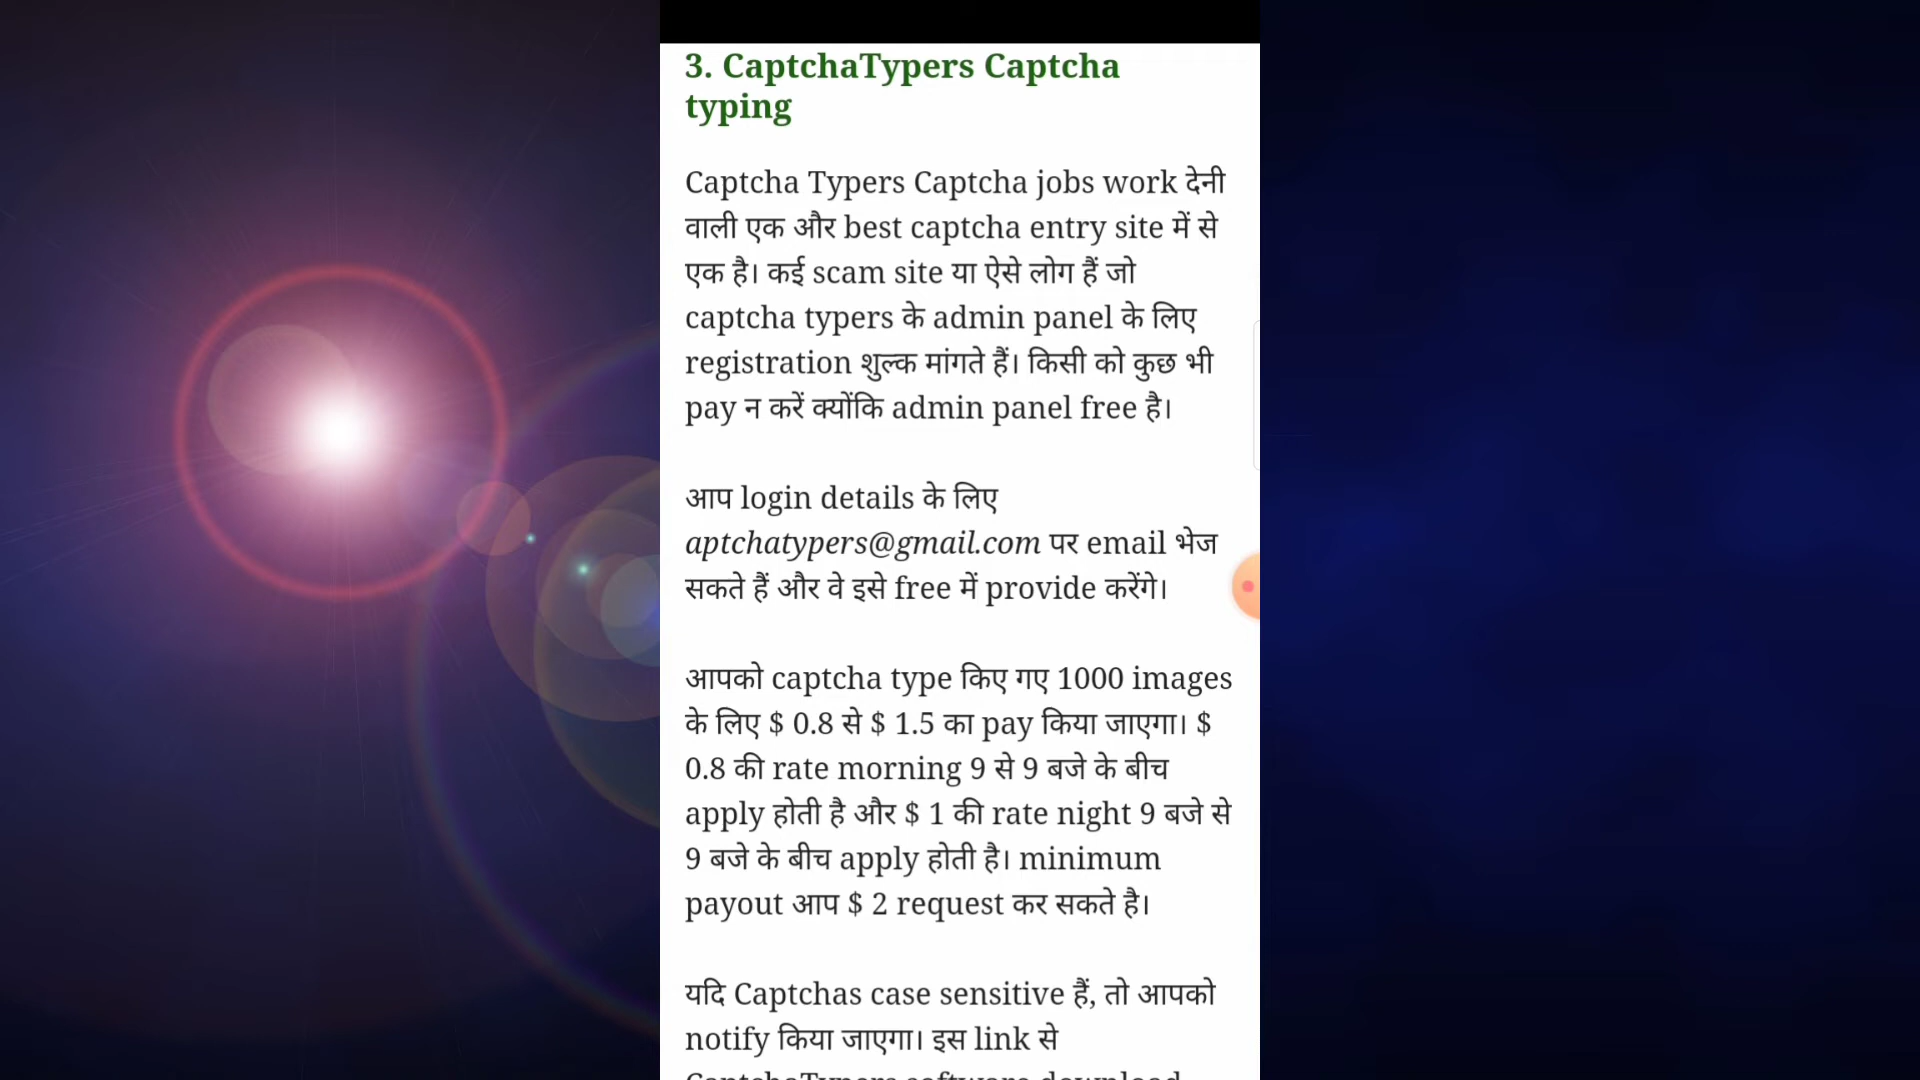 3. CaptchaTypers Captcha
typing
Captcha Typers Captcha jobs work देनी
वाली एक और best captcha entry site में से
एक है। कई scam site या ऐसे लोग हैं जो
captcha typers के admin panel के लिए
registration शुल्क मांगते हैं। किसी को कुछ भी
pay न करें क्योंकि admin panel free है।
आप login details के लिए
aptchatypers@gmail.com पर email भेज
सकते हैं और वे इसे free में provide करेंगे।
आपको captcha type किए गए 1000 images
के लिए $ 0.8 से $ 1.5 का pay किया जाएगा। $
0.8 की rate morning 9 से 9 बजे के बीच
apply होती है और $ 1 की rate night 9 बजे से
9 बजे के बीच apply होती है। minimum
payout आप $ 2 request कर सकते है।
यदि Captchas case sensitive हैं, तो आपको
notify किया जाएगा। इस link से
CaptchaTypers software download